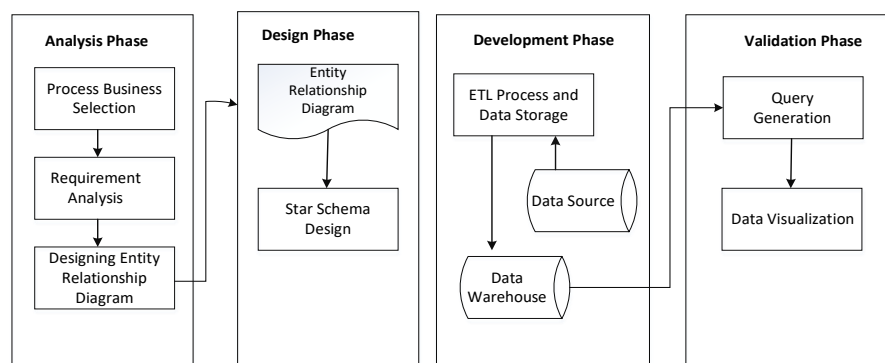 Analysis Phase
Process Business
Selection
Requirement
Analysis
Designing Entity
Relationship
Diagram
Design Phase
Entity
Relationship
Diagram
Star Schema
Design
Development Phase
ETL Process and
Data Storage
Data Source
Data
Warehouse
Validation Phase
Query
Generation
Data Visualization